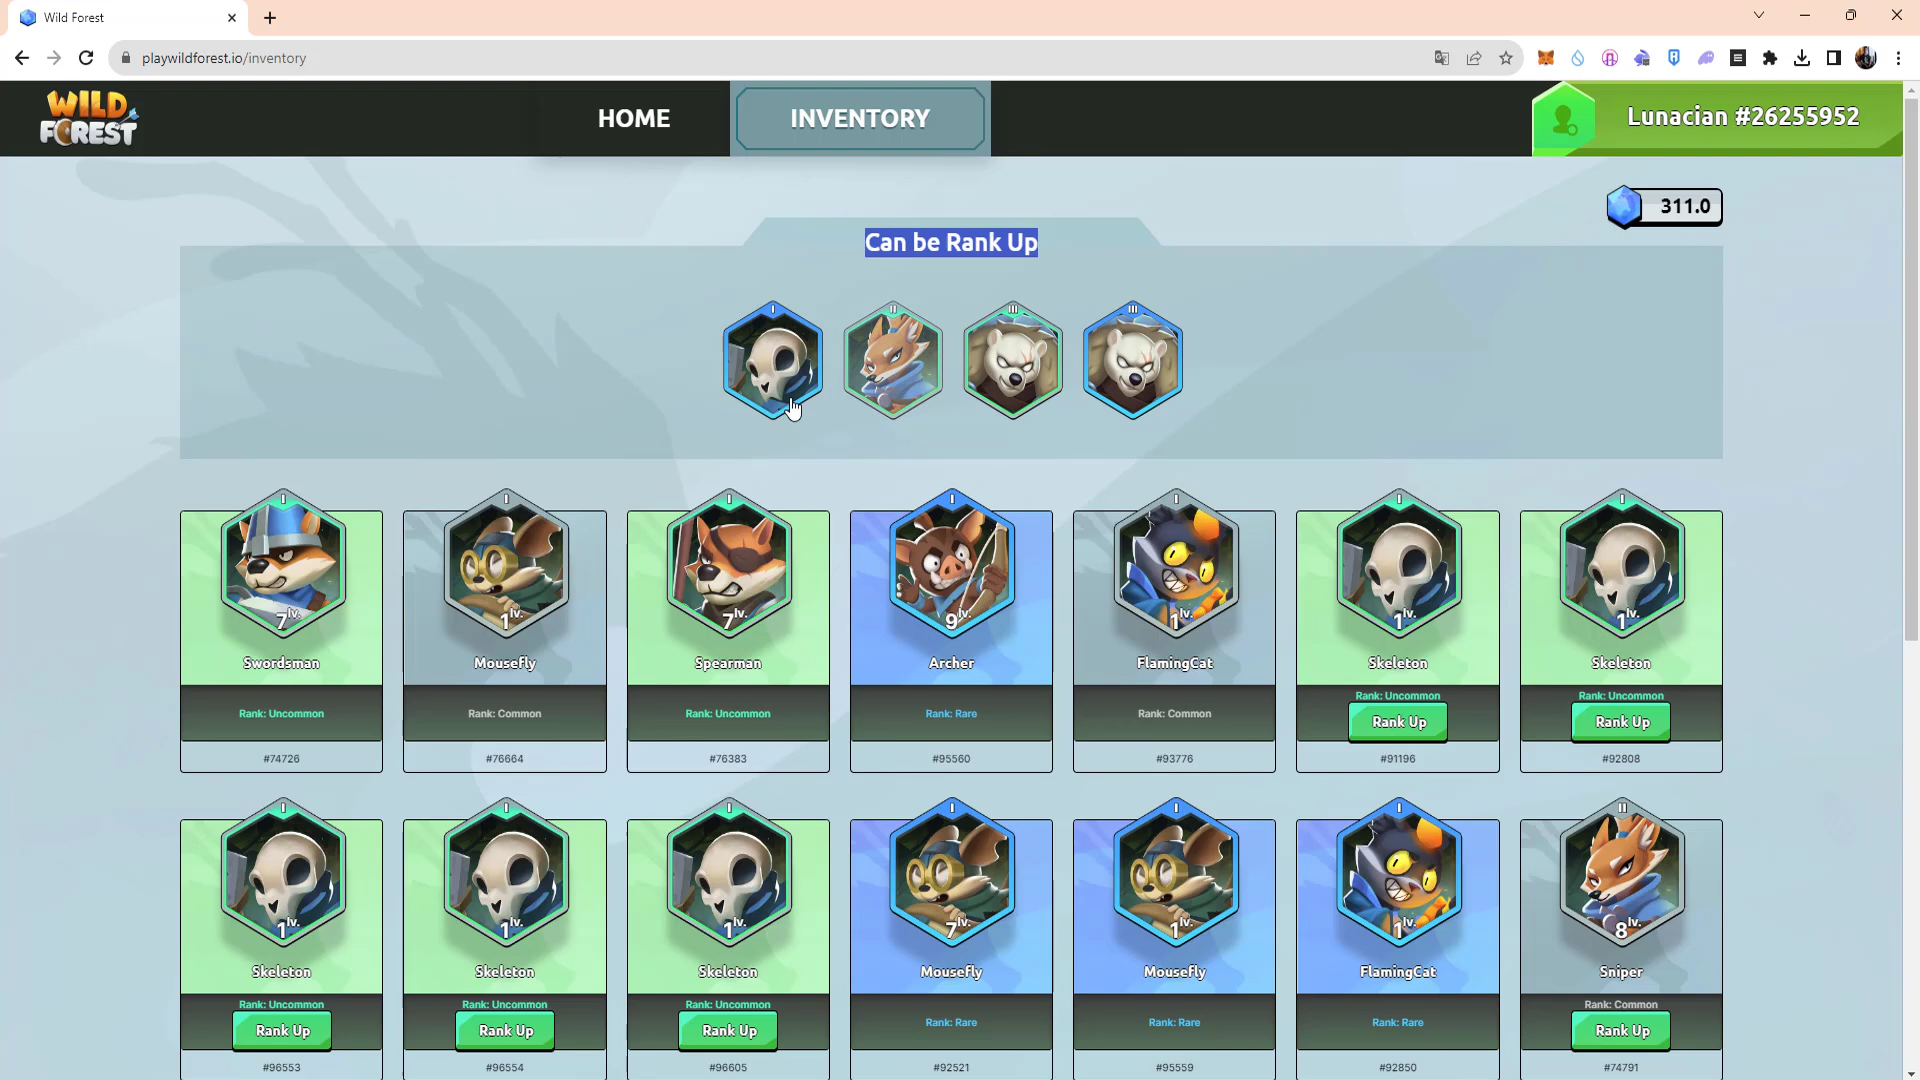 Wild Forest
playwildforest.io/inventory
WILD FOREST
HOME
INVENTORY
Lunacian #26255952
311.0
Can be Rank Up
I
II
III
III
I
I
I
I
I
I
I
7 lv.
1 lv.
7 lv.
9 lv.
1 lv.
1 lv.
1 lv.
Swordsman
Mousefly
Spearman
Archer
FlamingCat
Skeleton
Skeleton
Rank: Uncommon
Rank: Common
Rank: Uncommon
Rank: Rare
Rank: Common
Rank: Uncommon
Rank Up
Rank: Uncommon
Rank Up
#74726
#76664
#76383
#95560
#93776
#91196
#92808
I
I
I
I
I
I
II
1 lv.
1 lv.
1 lv.
7 lv.
1 lv.
1 lv.
8 lv.
Skeleton
Skeleton
Skeleton
Mousefly
Mousefly
FlamingCat
Sniper
Rank: Uncommon
Rank Up
Rank: Uncommon
Rank Up
Rank: Uncommon
Rank Up
Rank: Rare
Rank: Rare
Rank: Rare
Rank: Common
Rank Up
#96553
#96554
#96605
#92521
#95559
#92850
#74791